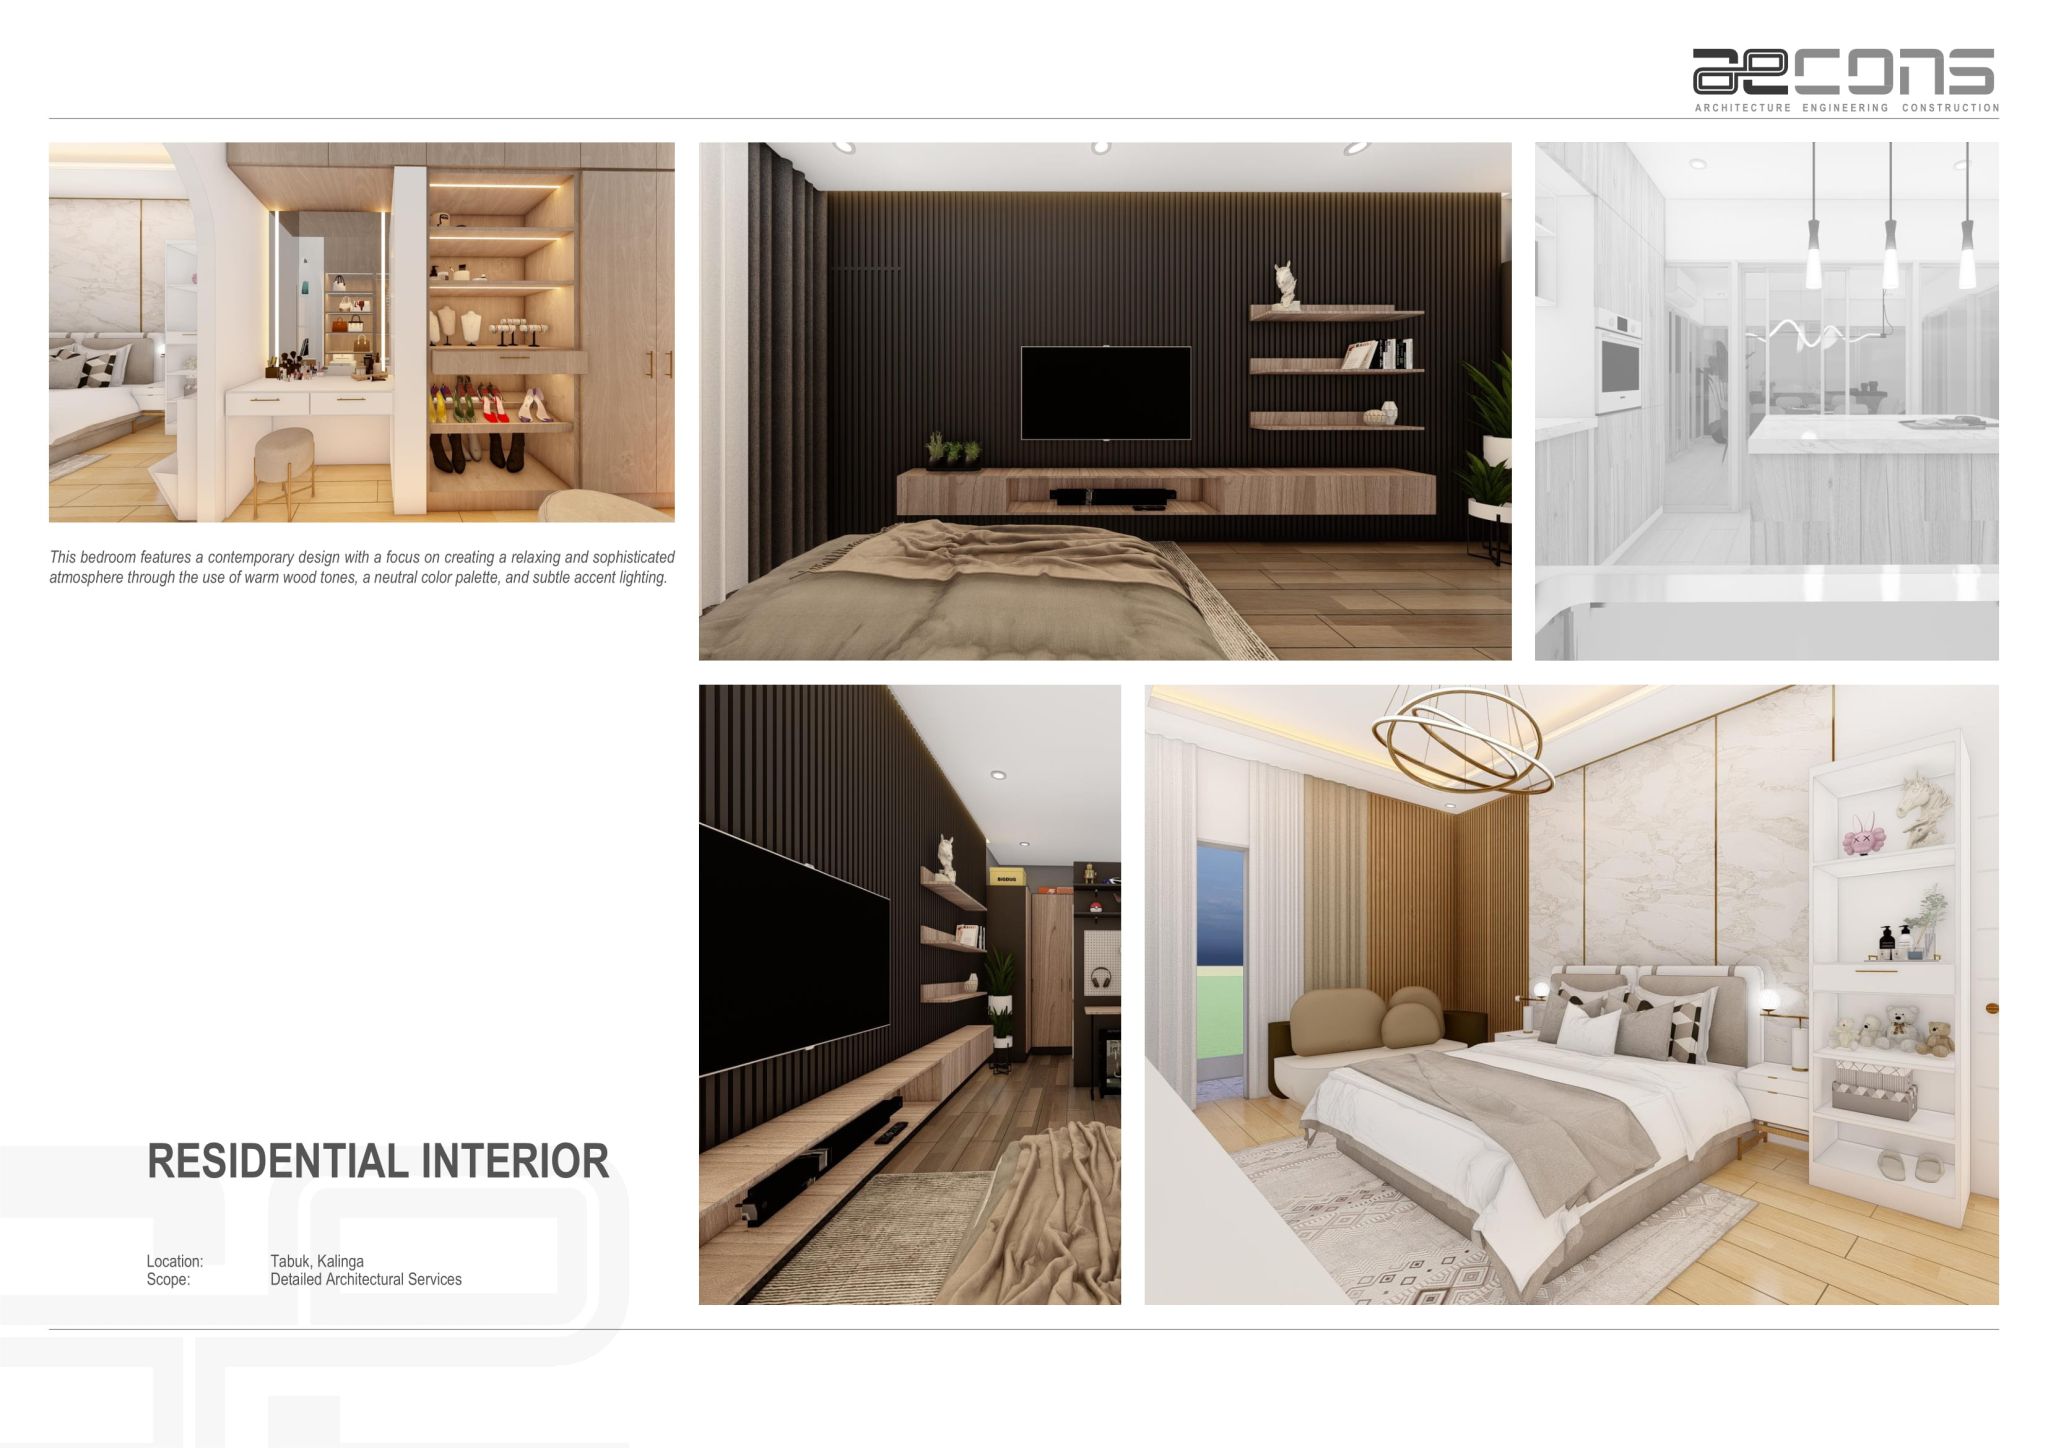 aecons
ARCHITECTURE ENGINEERING CONSTRUCTION
This bedroom features a contemporary design with a focus on creating a relaxing and sophisticated
atmosphere through the use of warm wood tones, a neutral color palette, and subtle accent lighting.
BIGBUG
RESIDENTIAL INTERIOR
Location: Tabuk, Kalinga
Scope: Detailed Architectural Services